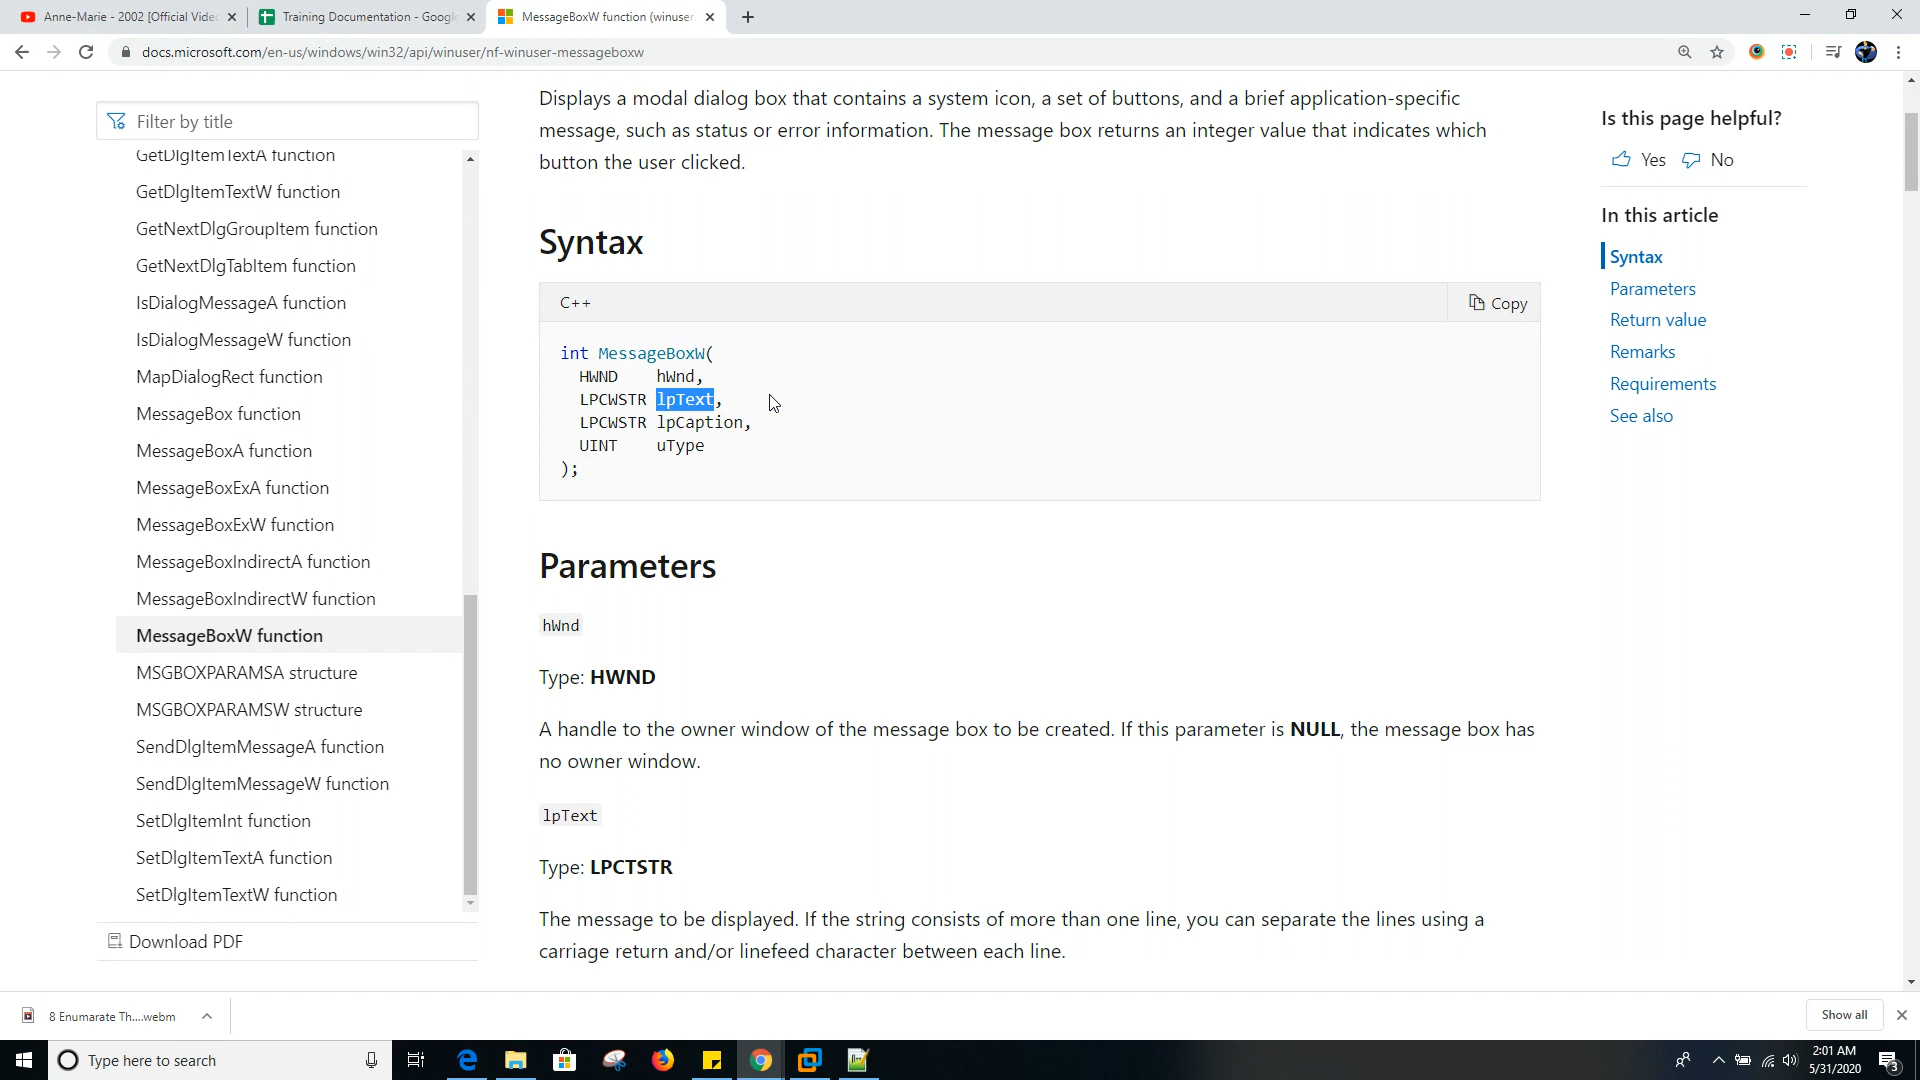 Anne-Marie - 2002 [Official Vide
Training Documentation - Google
MessageBoxW function (winuser.
docs.microsoft.com/en-us/windows/win32/api/winuser/nf-winuser-messageboxw
Filter by title
GetDlgItemTextA function
GetDlgItemTextW function
GetNextDlgGroupItem function
GetNextDlgTabItem function
IsDialogMessageA function
IsDialogMessageW function
MapDialogRect function
MessageBox function
MessageBoxA function
MessageBoxExA function
MessageBoxExW function
MessageBoxIndirectA function
MessageBoxIndirectW function
MessageBoxW function
MSGBOXPARAMSA structure
MSGBOXPARAMSW structure
SendDlgItemMessageA function
SendDlgItemMessageW function
SetDlgItemInt function
SetDlgItemTextA function
SetDlgItemTextW function
Download PDF
Displays a modal dialog box that contains a system icon, a set of buttons, and a brief application-specific
message, such as status or error information. The message box returns an integer value that indicates which
button the user clicked.
Syntax
C++
Copy
int MessageBoxW(
HWND hWnd,
LPCWSTR lpText,
LPCWSTR lpCaption,
UINT uType
);
Parameters
hWnd
Type: HWND
A handle to the owner window of the message box to be created. If this parameter is NULL, the message box has
no owner window.
lpText
Type: LPCTSTR
The message to be displayed. If the string consists of more than one line, you can separate the lines using a
carriage return and/or linefeed character between each line.
Is this page helpful?
Yes No
In this article
Syntax
Parameters
Return value
Remarks
Requirements
See also
8 Enumarate Th....webm
Show all
Type here to search
2:01 AM
5/31/2020
3